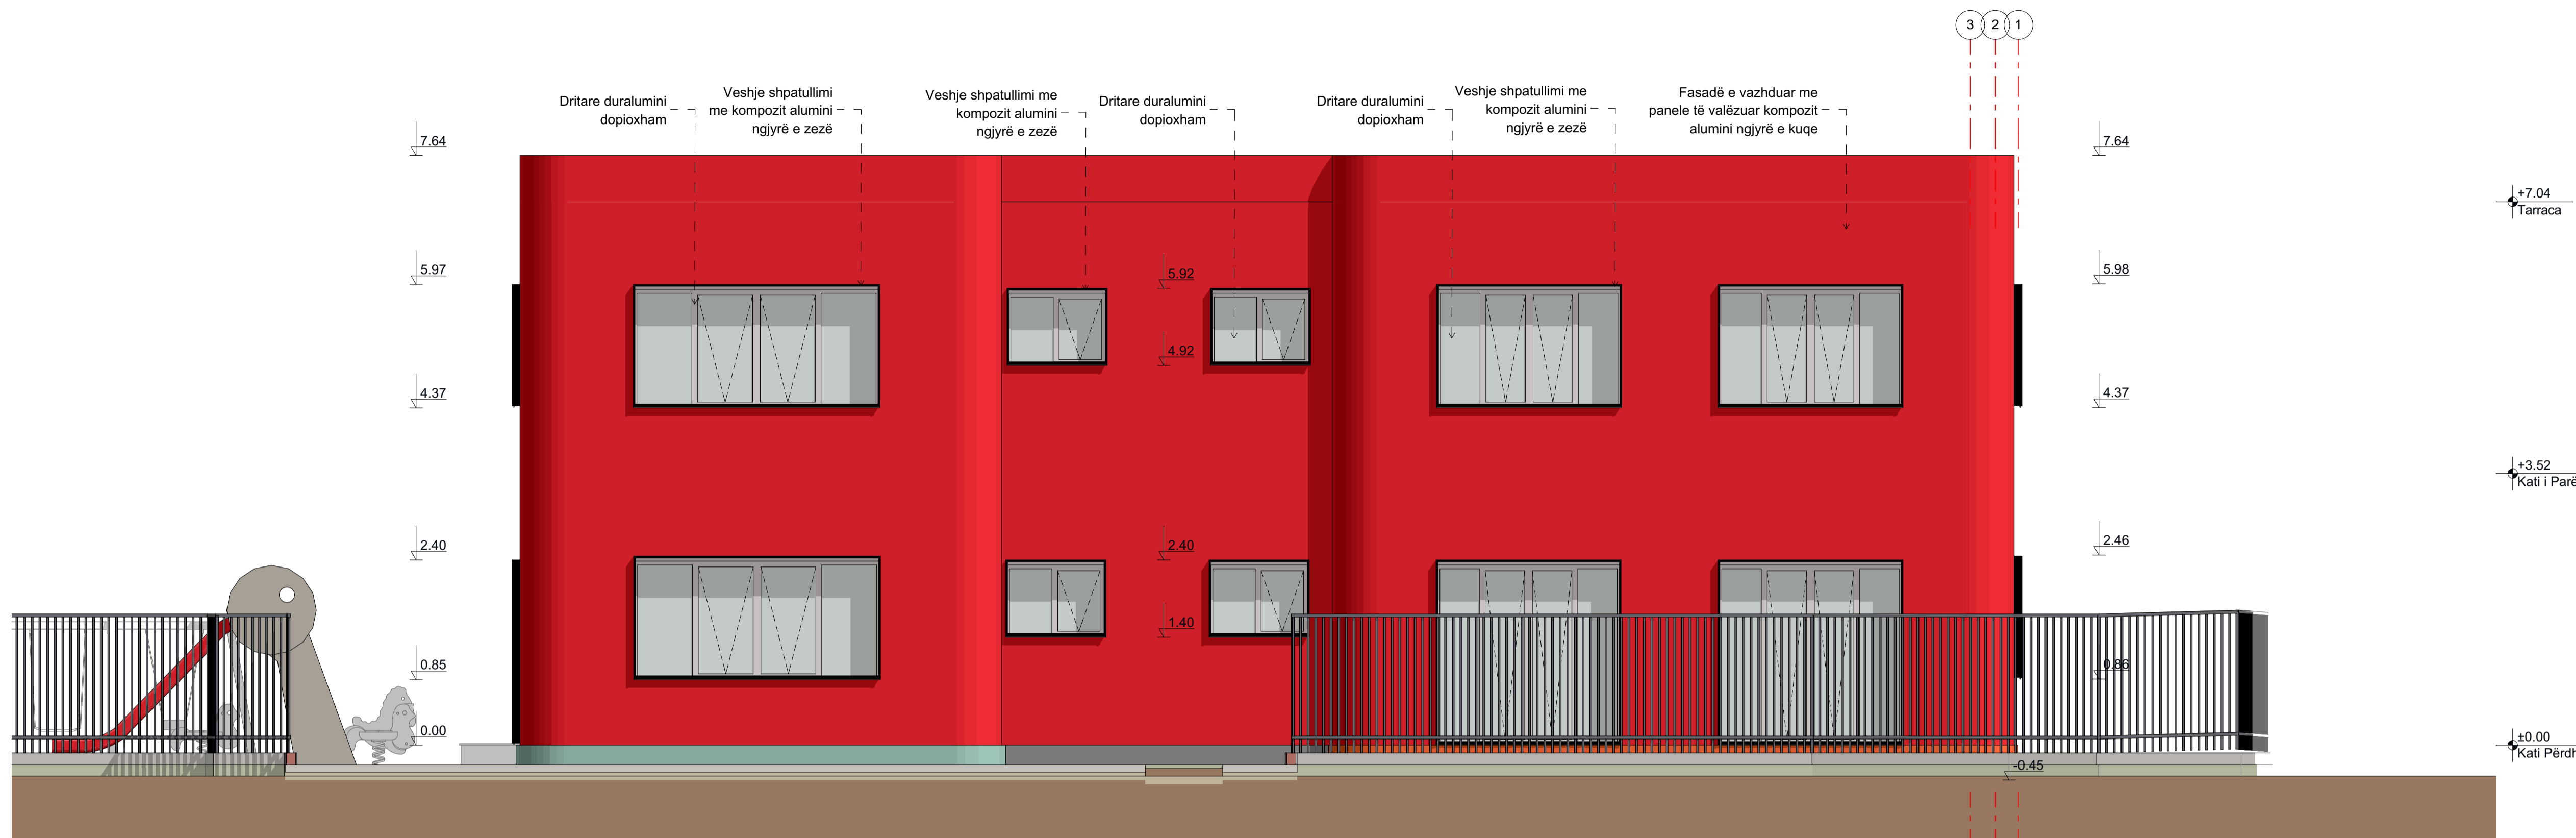 3 2 1
Dritare duralumini
dopioxham
Veshje shpatullimi
me kompozit alumini
ngjyrë e zezë
Veshje shpatullimi me
kompozit alumini
ngjyrë e zezë
Dritare duralumini
dopioxham
Dritare duralumini
dopioxham
Veshje shpatullimi me
kompozit alumini
ngjyrë e zezë
Fasadë e vazhduar me
panele të valëzuar kompozit
alumini ngjyrë e kuqe
7.64
5.97
4.37
2.40
0.85
0.00
5.92
4.92
2.40
1.40
7.64
5.98
4.37
2.46
0.86
-0.45
+7.04
Tarraca
+3.52
Kati i Parë
±0.00
Kati Përdh